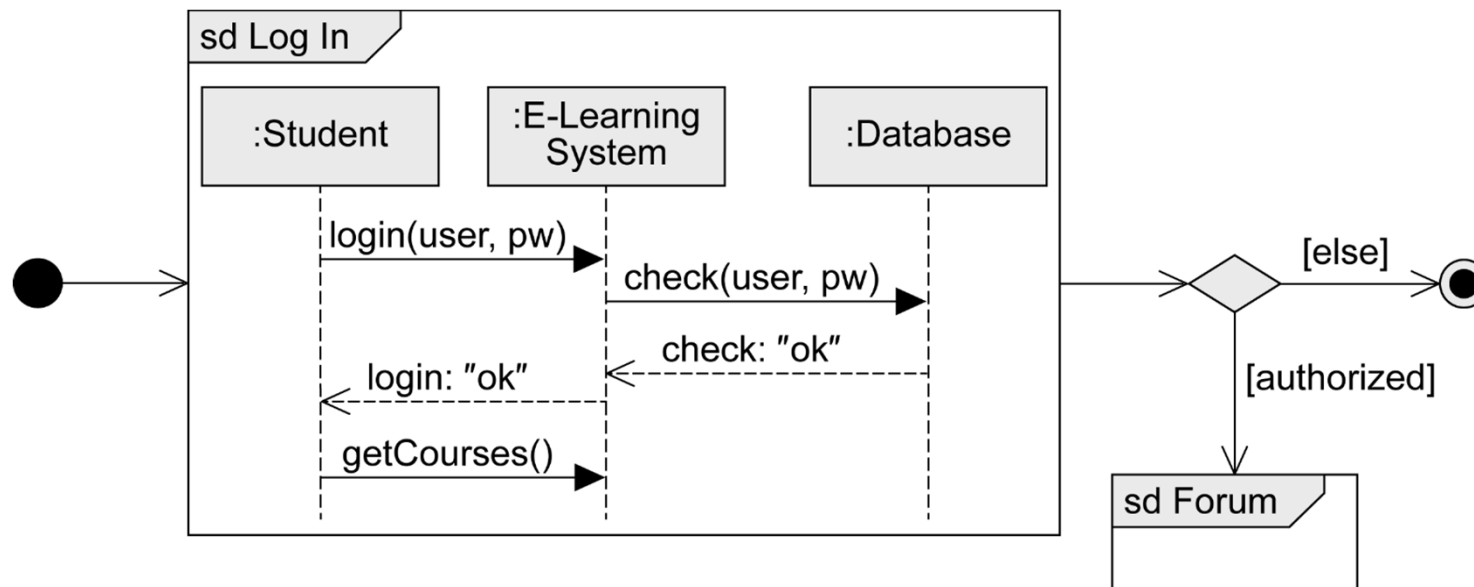 sd Log In
:Student
:E-Learning
System
:Database
login(user, pw)
check(user, pw)
check: "ok"
login: "ok"
getCourses()
[else]
[authorized]
sd Forum